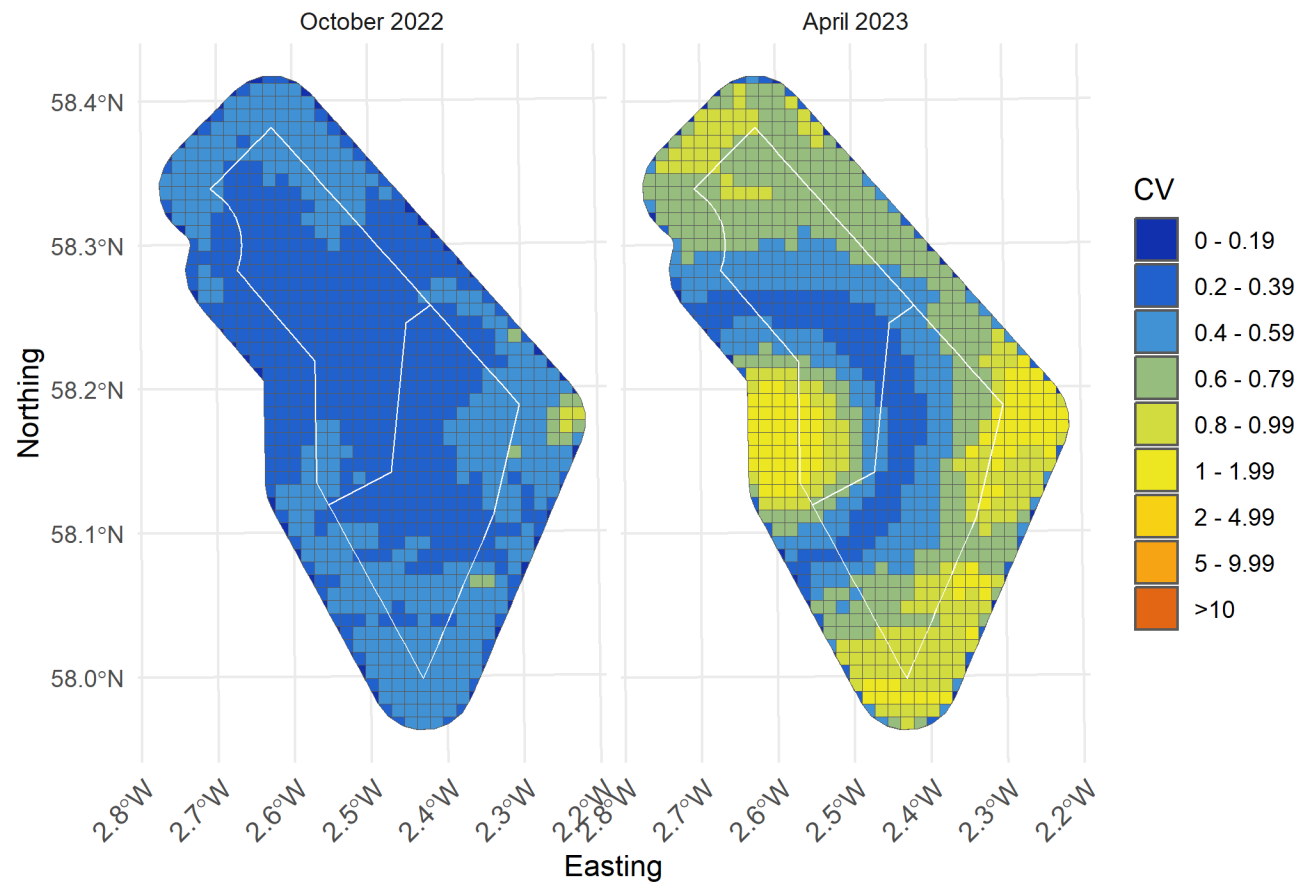 October 2022
April 2023
58.4°N
58.3°N
58.2°N
58.1°N
58.0°N
Northing
2.8°W
2.7°W
2.6°W
2.5°W
2.4°W
2.3°W
2.2°W
2.8°W
2.7°W
2.6°W
2.5°W
2.4°W
2.3°W
2.2°W
Easting
CV
0 - 0.19
0.2 - 0.39
0.4 - 0.59
0.6 - 0.79
0.8 - 0.99
1 - 1.99
2 - 4.99
5 - 9.99
>10